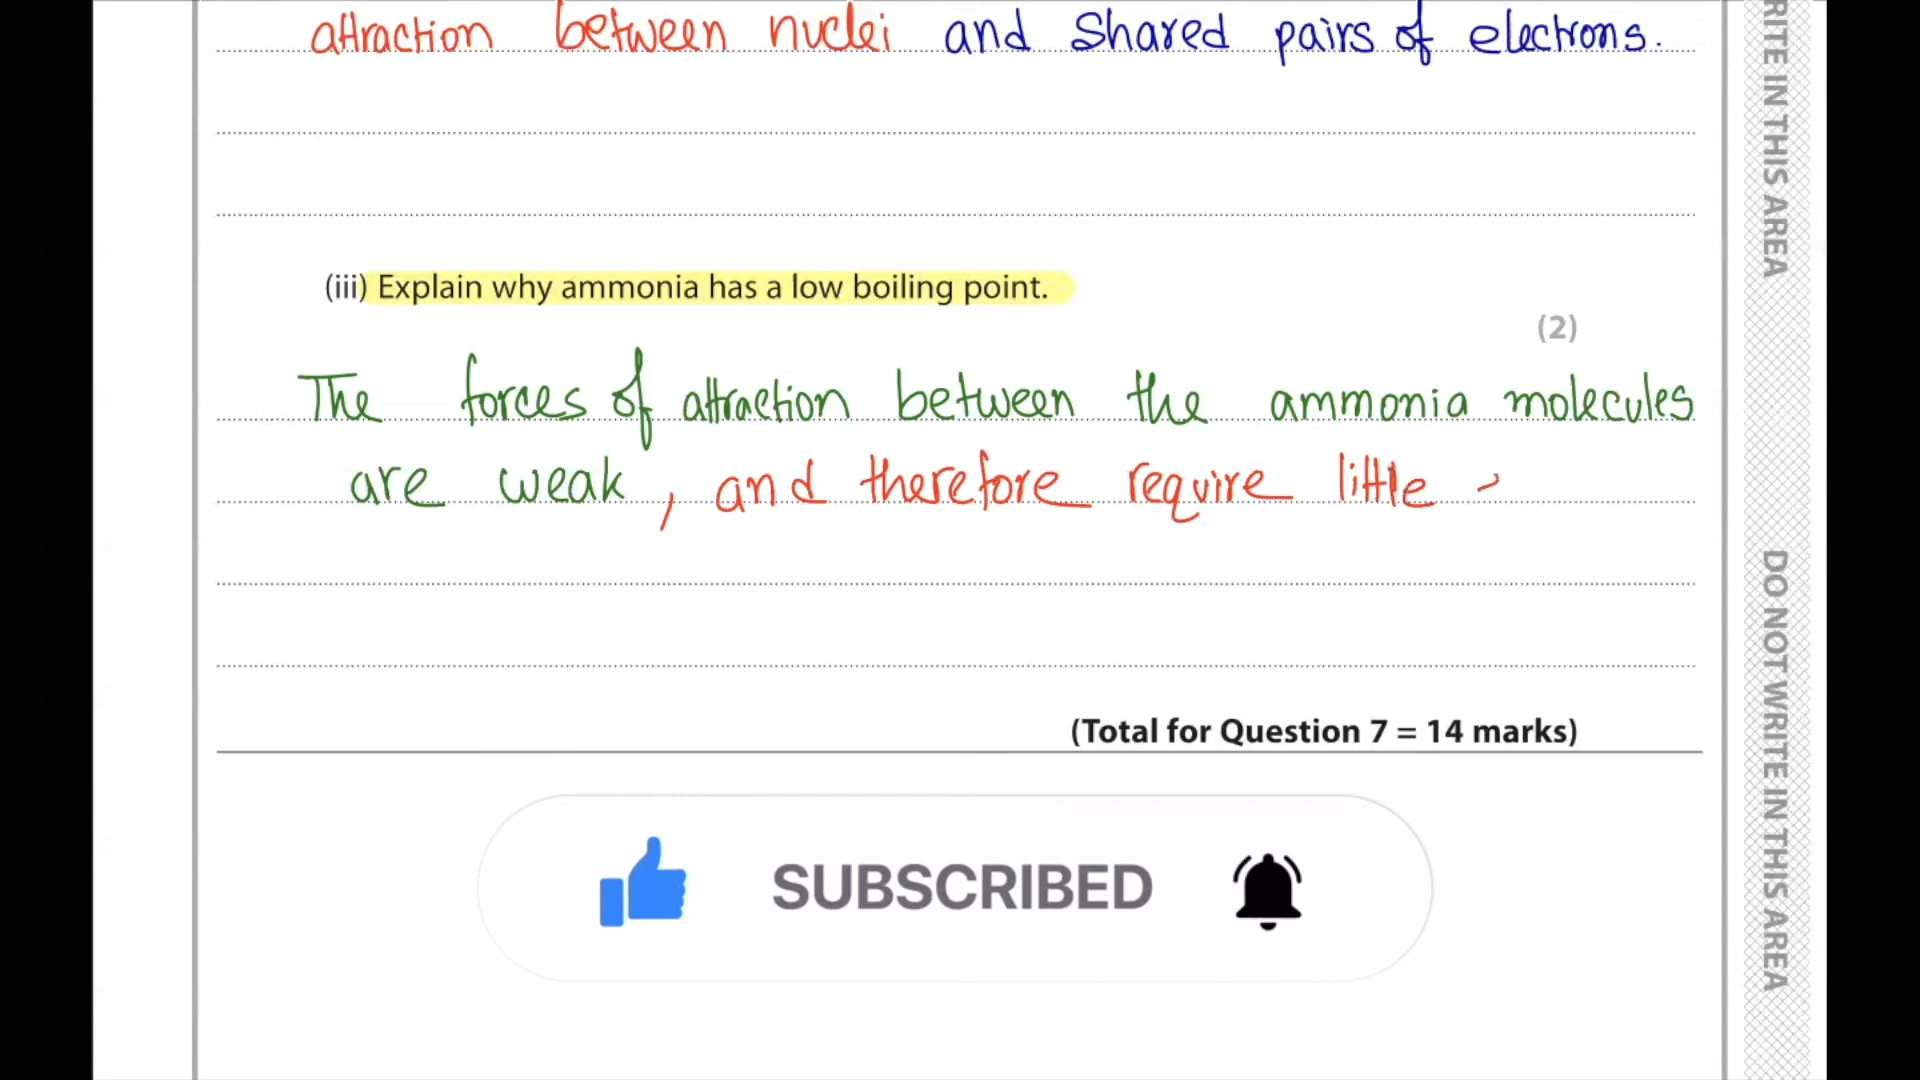 attraction between nuclei and shared pairs of electrons.
RITE IN THIS AREA
(iii) Explain why ammonia has a low boiling point.
(2)
The forces of attraction between the ammonia molecules
are weak, and therefore require little
DO NOT WRITE IN THIS AREA
(Total for Question 7 = 14 marks)
SUBSCRIBED